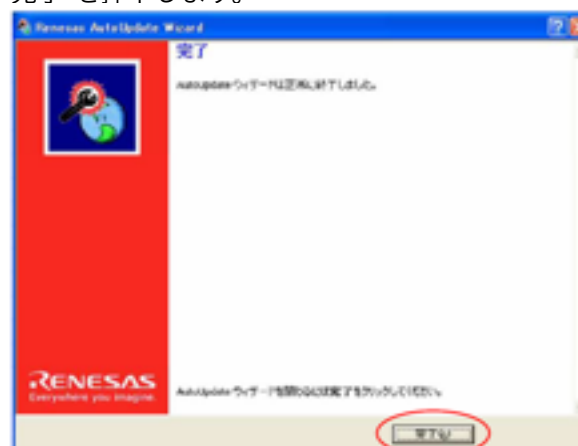 完了"を押下します。
Renesas AutoUpdate Wizard
完了
AutoUpdateウィザードは正常に終了しました。
RENESAS
Everywhere you imagine.
AutoUpdateウィザードを閉じるには完了をクリックしてください。
完了